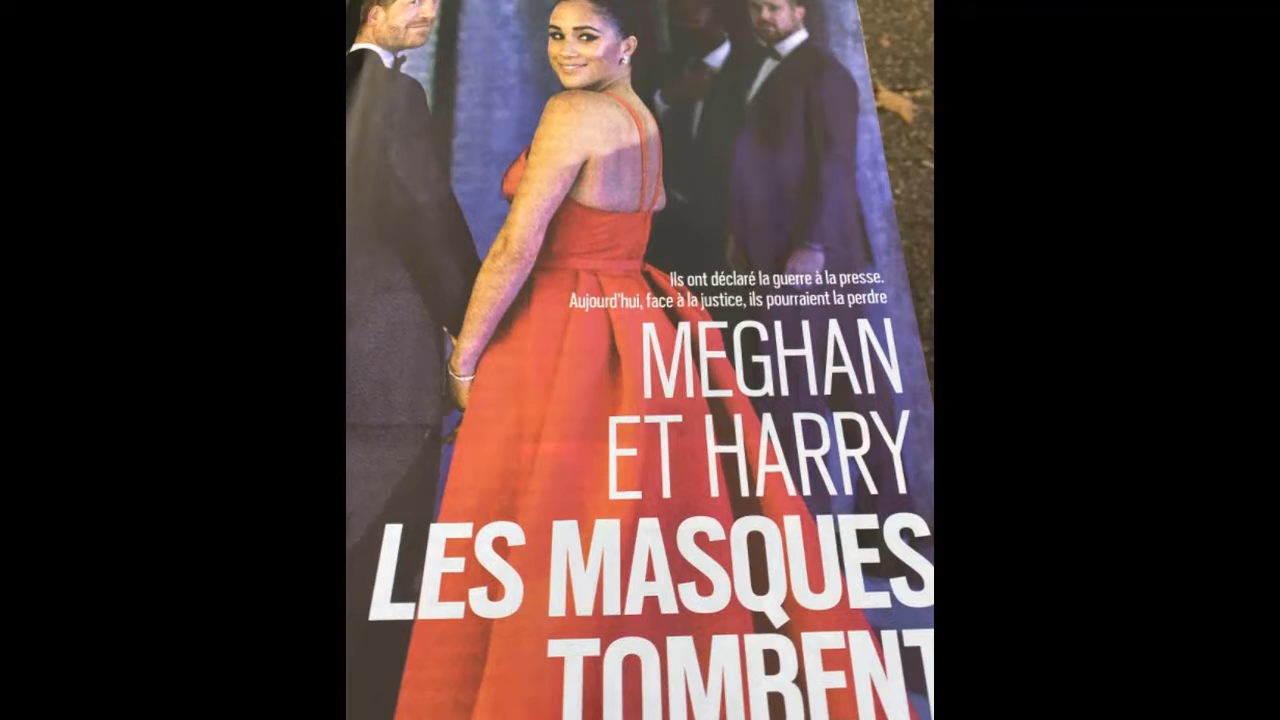 Ils ont déclaré la guerre à la presse.
Aujourd'hui, face à la justice, ils pourraient la perdre
MEGHAN
ET HARRY
LES MASQUES
TOMBENT